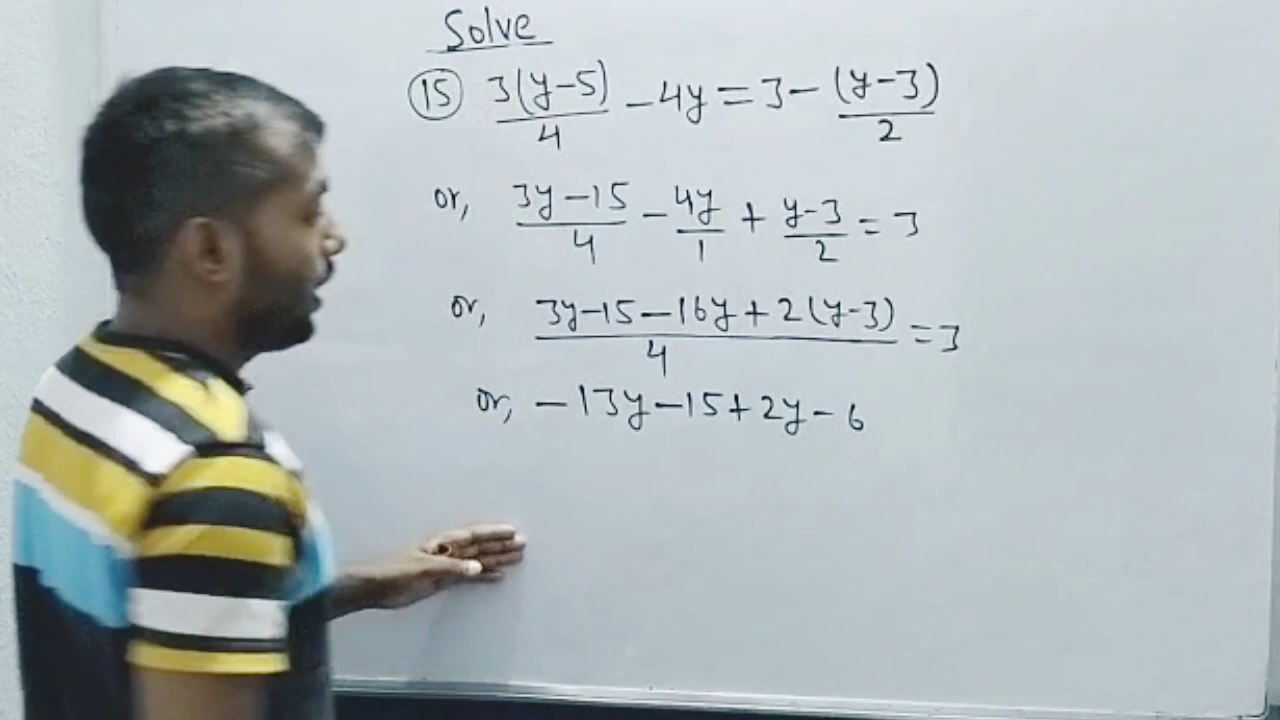 Solve
(15) 3(y-5)/4 - 4y = 3 - (y-3)/2
or, 3y-15/4 - 4y/1 + y-3/2 = 3
or, 3y-15-16y+2(y-3)/4 = 3
or, -13y-15+2y-6